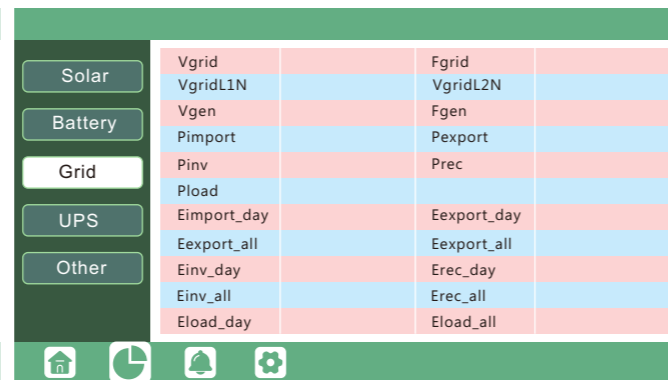 Solar
Battery
Grid
UPS
Other
Vgrid Fgrid
VgridL1N VgridL2N
Vgen Fgen
Pimport Pexport
Pinv Prec
Pload
Eimport_day Eexport_day
Eexport_all Eexport_all
Einv_day Erec_day
Einv_all Erec_all
Eload_day Eload_all